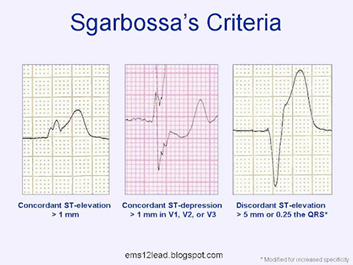 Sgarbossa's Criteria
Concordant ST-elevation
> 1 mm
Concordant ST-depression
> 1 mm in V1, V2, or V3
Discordant ST-elevation
> 5 mm or 0.25 the QRS*
ems12lead.blogspot.com
* Modified for increased specificity